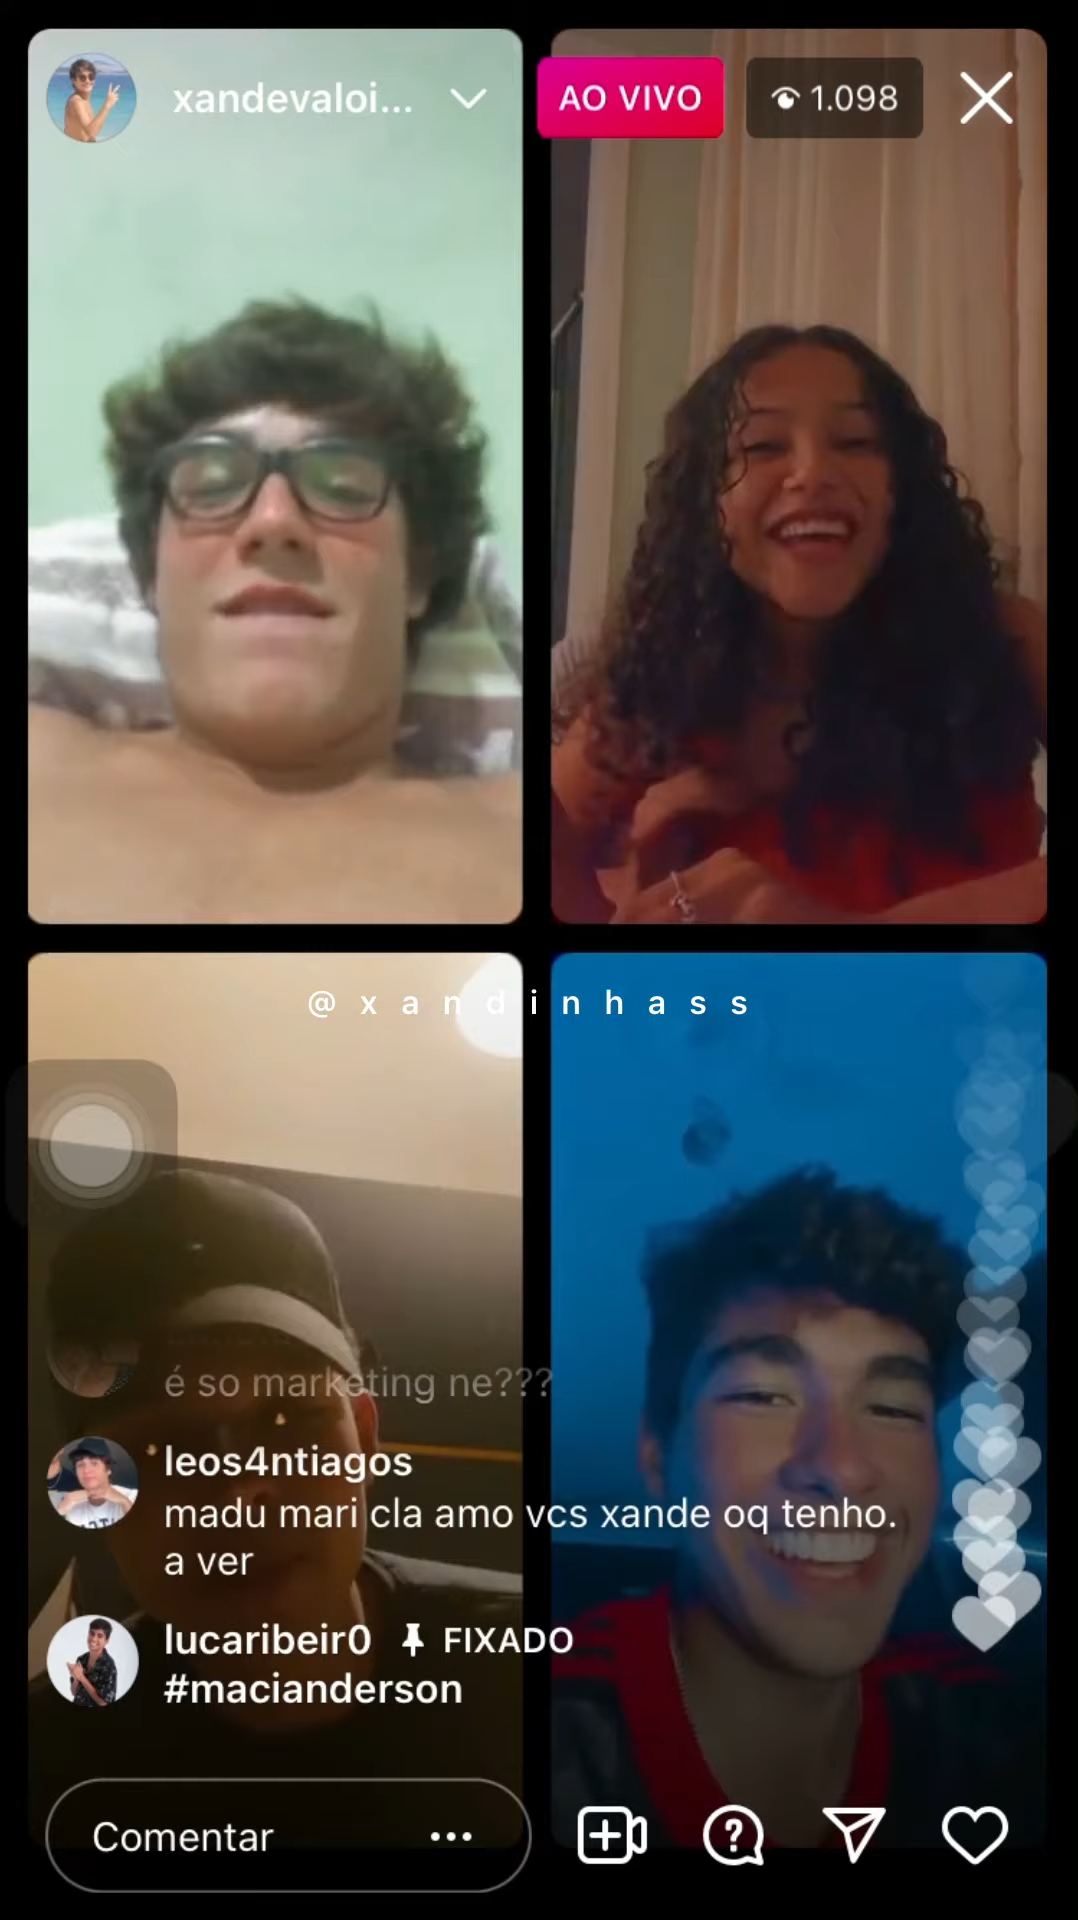 xandevaloi...
AO VIVO
1.098
@xandinhass
é so marketing ne???
leos4ntiagos
madu mari cla amo vcs xande oq tenho.
a ver
lucaribeir0 FIXADO
#macianderson
Comentar